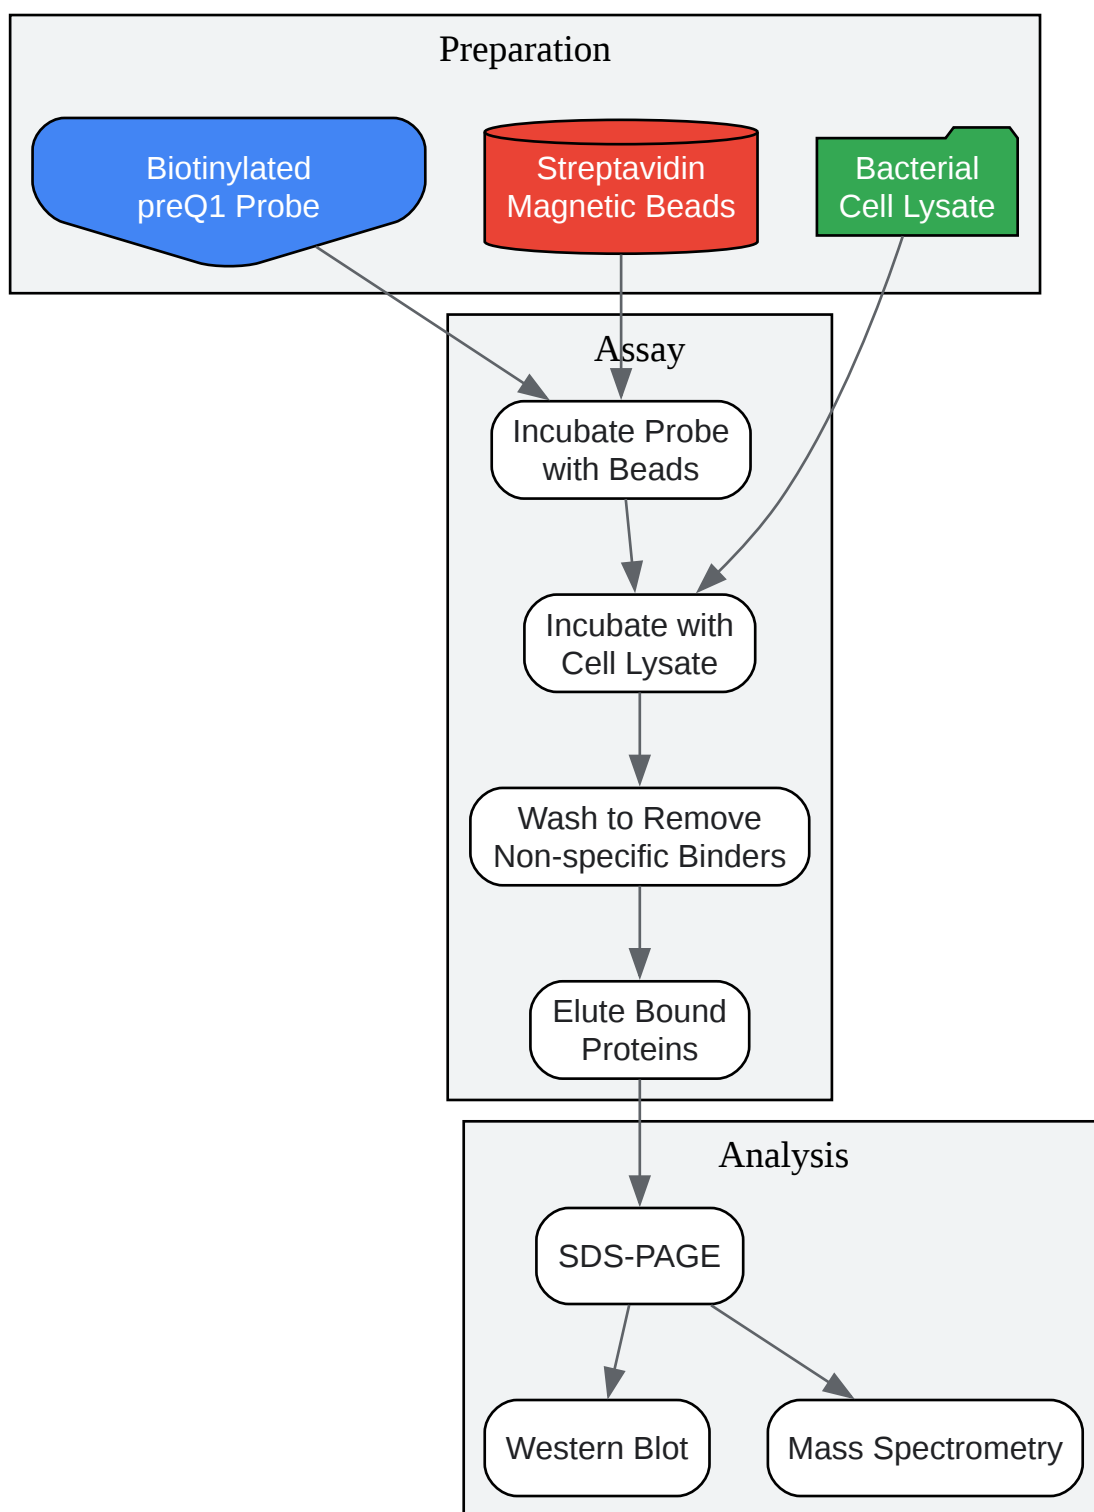 Preparation
Biotinylated
preQ1 Probe
Streptavidin
Magnetic Beads
Bacterial
Cell Lysate
Assay
Incubate Probe
with Beads
Incubate with
Cell Lysate
Wash to Remove
Non-specific Binders
Elute Bound
Proteins
Analysis
SDS-PAGE
Western Blot
Mass Spectrometry